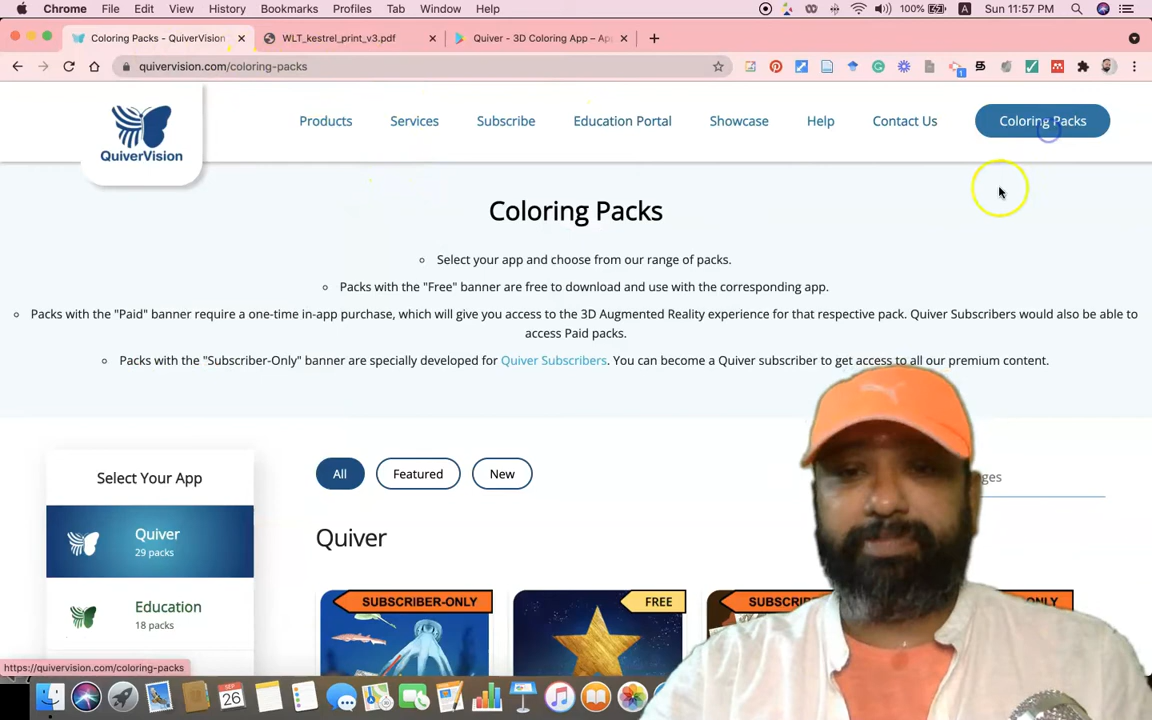 Chrome File Edit View History Bookmarks Profiles Tab Window Help 100% A Sun 11:57 PM
Coloring Packs - QuiverVision WLT_kestrel_print_v3.pdf Quiver - 3D Coloring App – Ap
quivervision.com/coloring-packs
QuiverVision
Products Services Subscribe Education Portal Showcase Help Contact Us Coloring Packs
Coloring Packs
Select your app and choose from our range of packs.
Packs with the "Free" banner are free to download and use with the corresponding app.
Packs with the "Paid" banner require a one-time in-app purchase, which will give you access to the 3D Augmented Reality experience for that respective pack. Quiver Subscribers would also be able to
access Paid packs.
Packs with the "Subscriber-Only" banner are specially developed for Quiver Subscribers. You can become a Quiver subscriber to get access to all our premium content.
Select Your App
All Featured New
Quiver
29 packs
Quiver
SUBSCRIBER-ONLY FREE
Education
18 packs
https://quivervision.com/coloring-packs
SEP 26